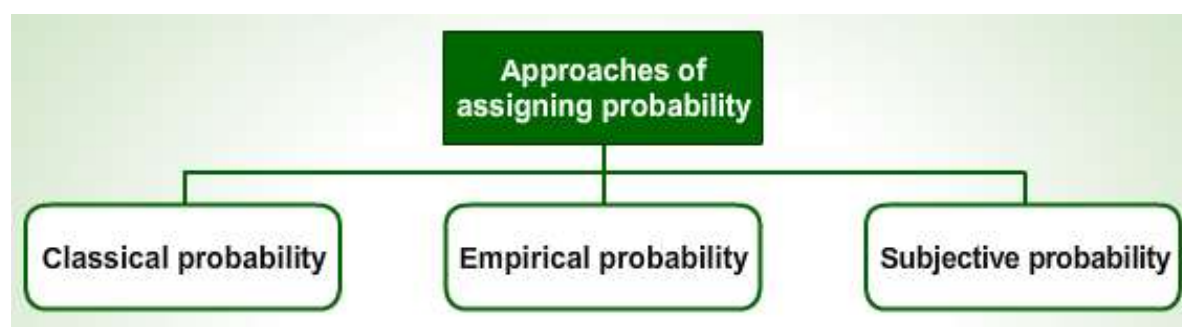 Approaches of
assigning probability
Classical probability
Empirical probability
Subjective probability